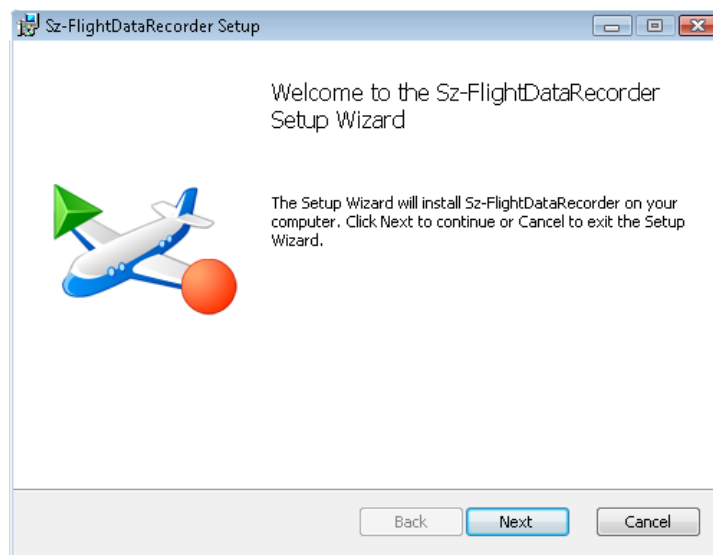 Sz-FlightDataRecorder Setup
Welcome to the Sz-FlightDataRecorder
Setup Wizard
The Setup Wizard will install Sz-FlightDataRecorder on your
computer. Click Next to continue or Cancel to exit the Setup
Wizard.
Back Next Cancel